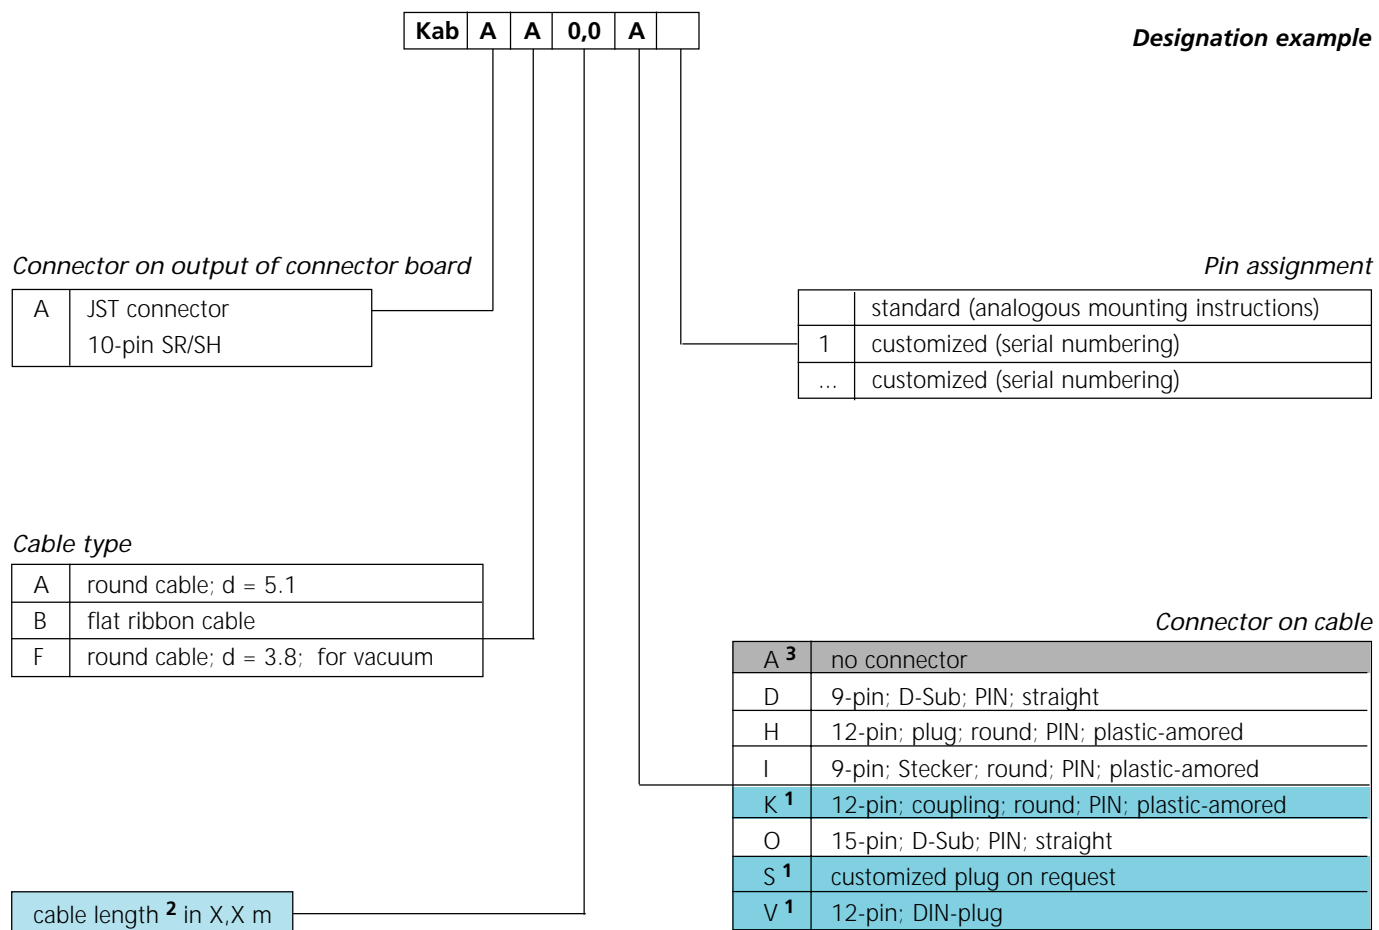 Kab A A 0,0 A
Designation example
Connector on output of connector board
A JST connector
10-pin SR/SH
Pin assignment
standard (analogous mounting instructions)
1 customized (serial numbering)
... customized (serial numbering)
Cable type
A round cable; d = 5.1
B flat ribbon cable
F round cable; d = 3.8; for vacuum
Connector on cable
A 3 no connector
D 9-pin; D-Sub; PIN; straight
H 12-pin; plug; round; PIN; plastic-amored
I 9-pin; Stecker; round; PIN; plastic-amored
K 1 12-pin; coupling; round; PIN; plastic-amored
O 15-pin; D-Sub; PIN; straight
S 1 customized plug on request
V 1 12-pin; DIN-plug
cable length 2 in X,X m